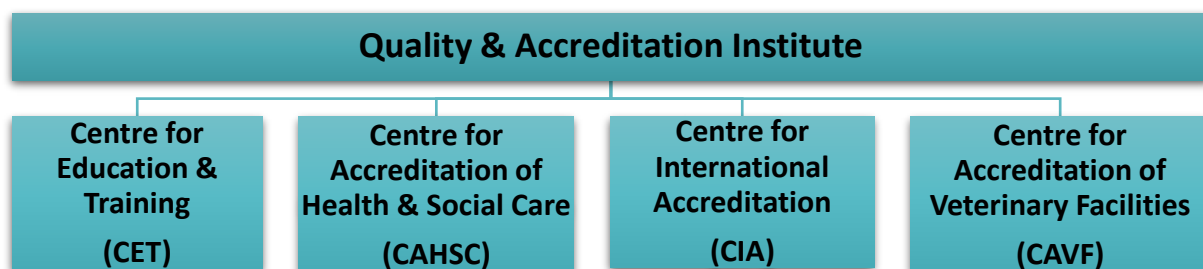 Quality & Accreditation Institute
Centre for
Education &
Training
(CET)
Centre for
Accreditation of
Health & Social Care
(CAHSC)
Centre for
International
Accreditation
(CIA)
Centre for
Accreditation of
Veterinary Facilities
(CAVF)